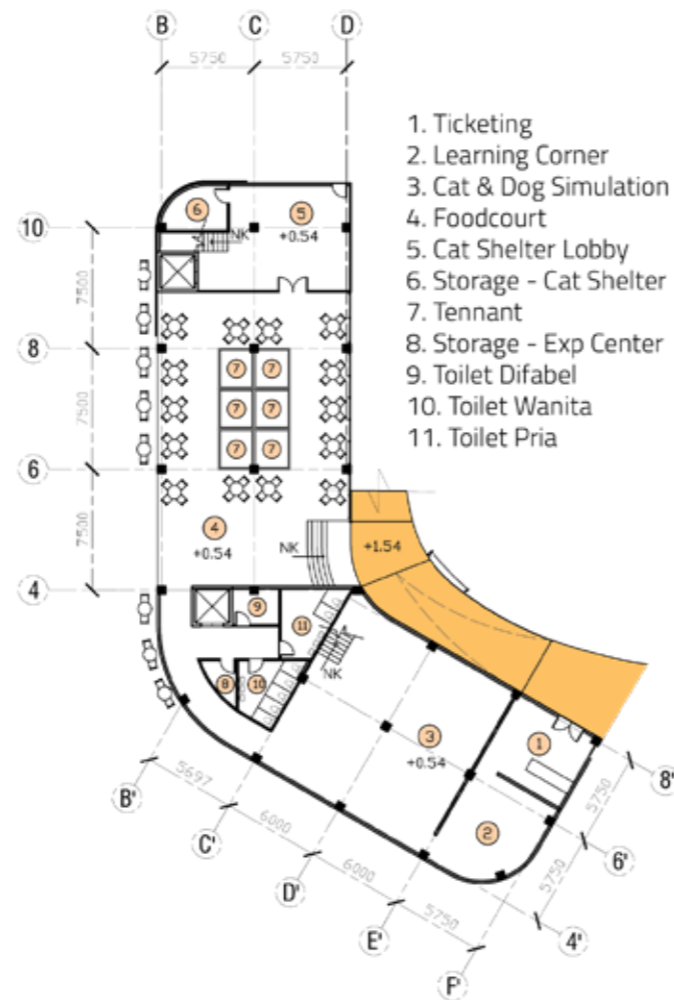 B C D
5750 5750
1. Ticketing
2. Learning Corner
3. Cat & Dog Simulation
4. Foodcourt
5. Cat Shelter Lobby
6. Storage - Cat Shelter
7. Tennant
8. Storage - Exp Center
9. Toilet Difabel
10. Toilet Wanita
11. Toilet Pria
6 5
10 NK +0.54
7500
8
7 7
7500 7 7
7 7
6
7500
4 +0.54 NK +1.54
4
9
11
NK
8 10
3 +0.54
1
2
B' 5697 C' 6000 D' 6000 E' 5750 F'
8' 5750 6' 5750 4'